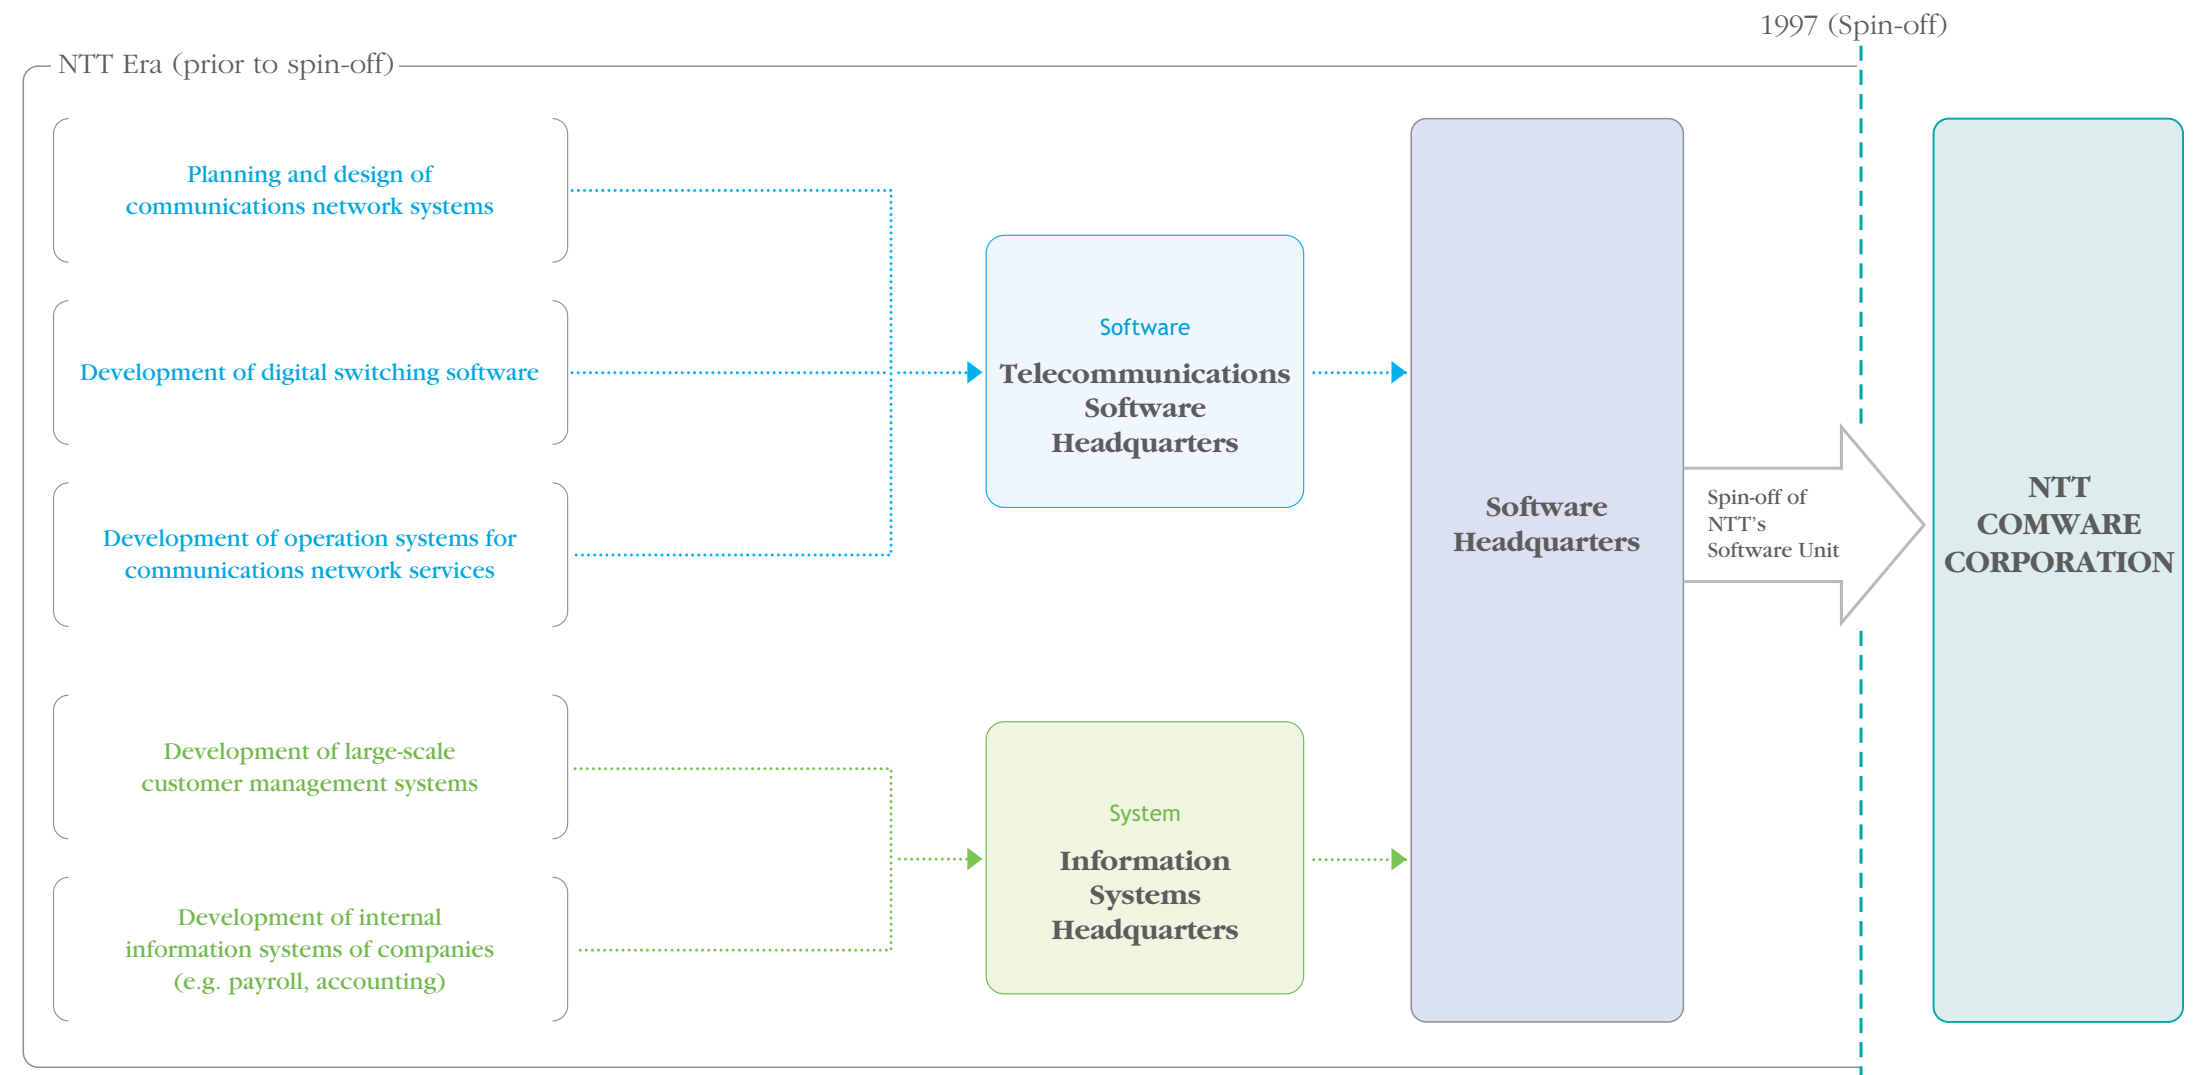 1997 (Spin-off)
NTT Era (prior to spin-off)
Planning and design of
communications network systems
Development of digital switching software
Development of operation systems for
communications network services
Development of large-scale
customer management systems
Development of internal
information systems of companies
(e.g. payroll, accounting)
Software
Telecommunications
Software
Headquarters
System
Information
Systems
Headquarters
Software
Headquarters
Spin-off of
NTT’s
Software Unit
NTT
COMWARE
CORPORATION